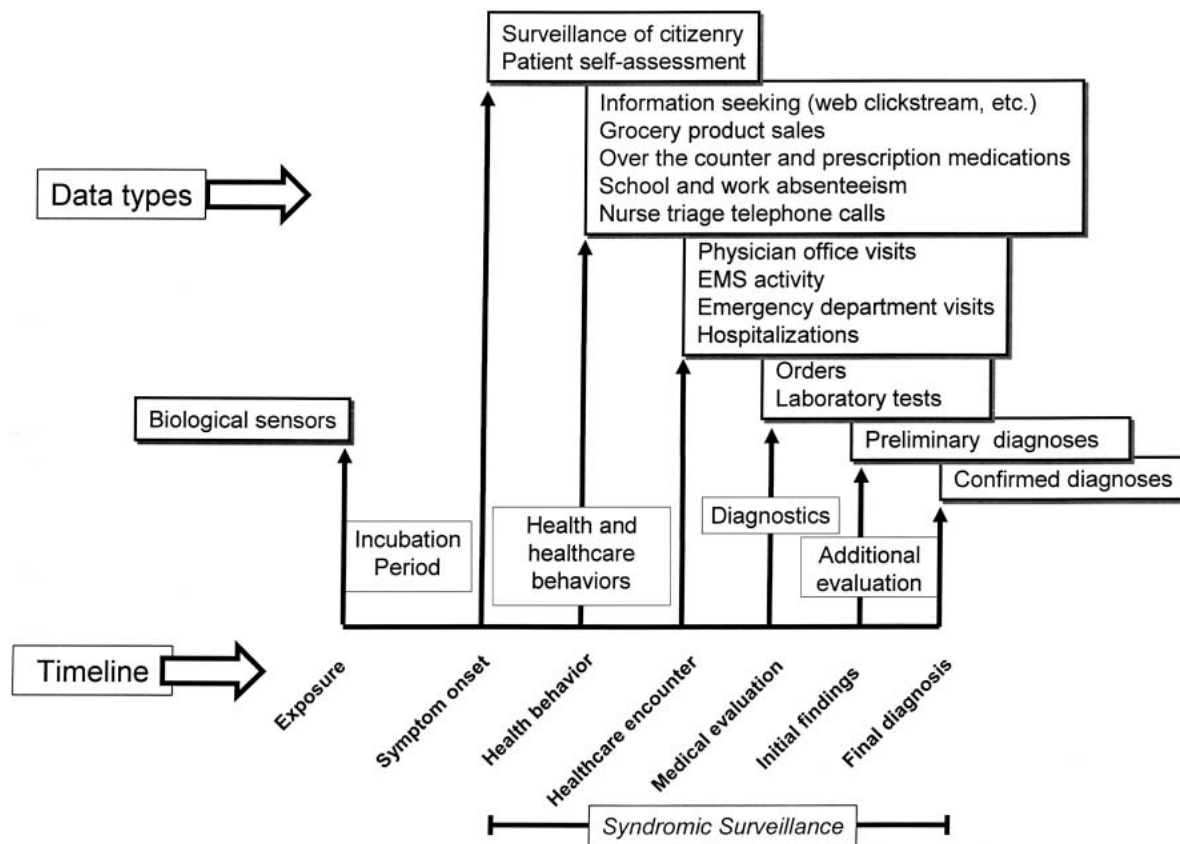 Surveillance of citizenry
Patient self-assessment
Information seeking (web clickstream, etc.)
Grocery product sales
Over the counter and prescription medications
School and work absenteeism
Nurse triage telephone calls
Data types
Physician office visits
EMS activity
Emergency department visits
Hospitalizations
Orders
Laboratory tests
Biological sensors
Preliminary diagnoses
Confirmed diagnoses
Incubation
Period
Health and
healthcare
behaviors
Diagnostics
Additional
evaluation
Timeline
Exposure
Symptom onset
Health behavior
Healthcare encounter
Medical evaluation
Initial findings
Final diagnosis
Syndromic Surveillance